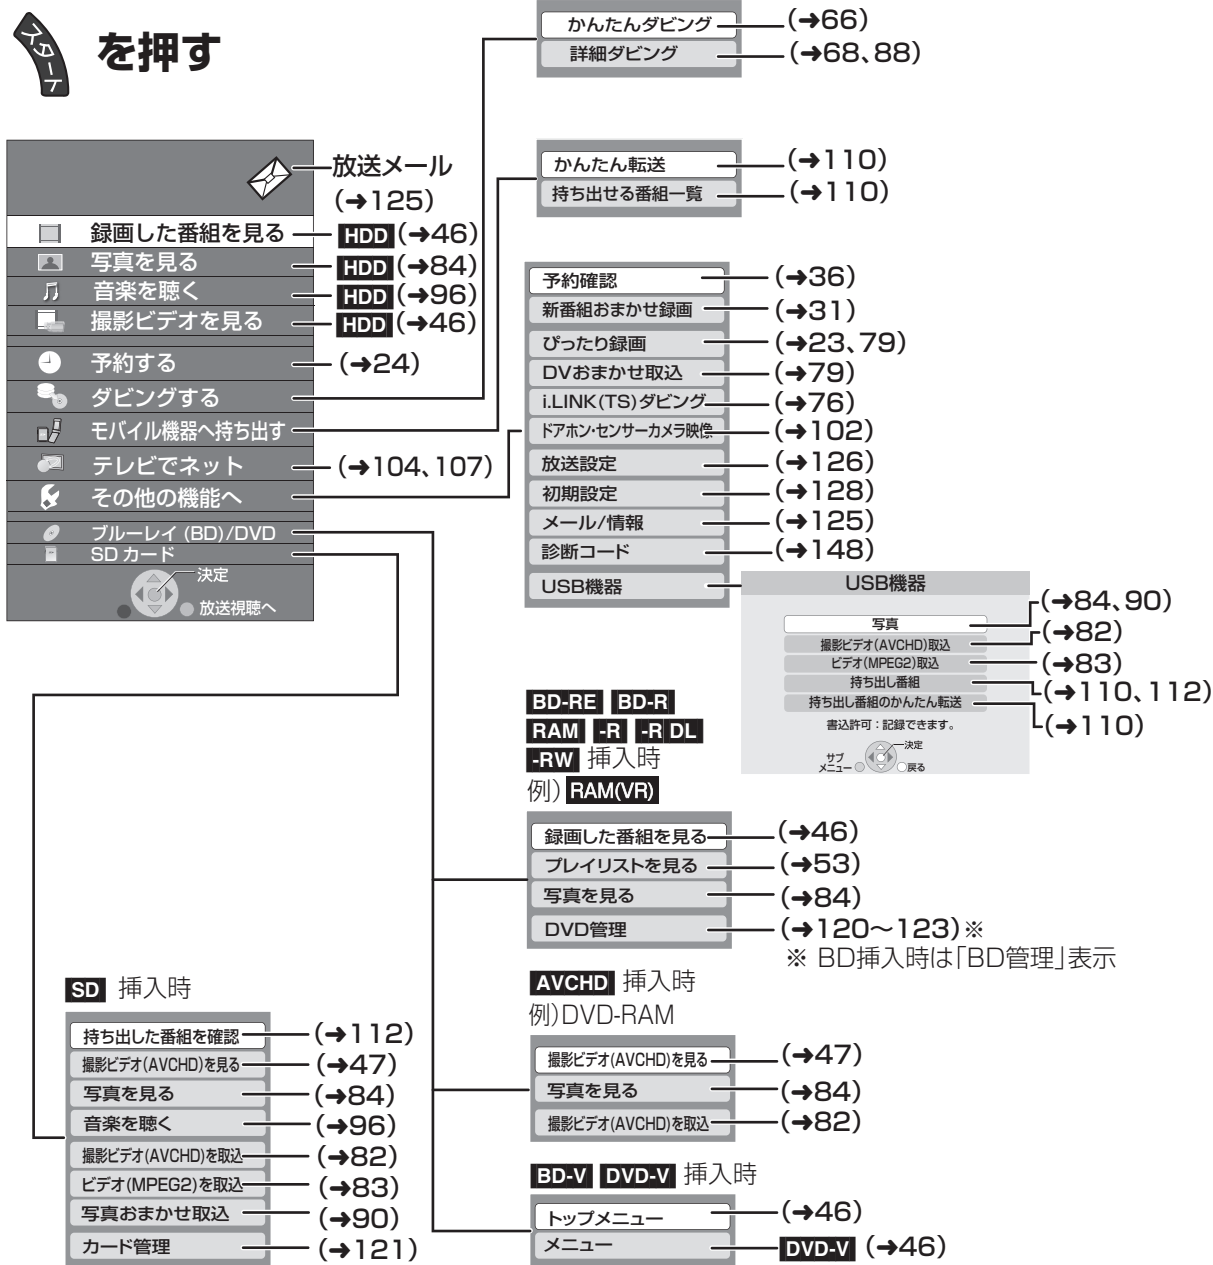 スタート を押す
放送メール
(➜125)
録画した番組を見る HDD (➜46)
写真を見る HDD (➜84)
音楽を聴く HDD (➜96)
撮影ビデオを見る HDD (➜46)
予約する (➜24)
ダビングする
モバイル機器へ持ち出す
テレビでネット (➜104、107)
その他の機能へ
ブルーレイ (BD)/DVD
SD カード
決定
放送視聴へ
かんたんダビング (➜66)
詳細ダビング (➜68、88)
かんたん転送 (➜110)
持ち出せる番組一覧 (➜110)
予約確認 (➜36)
新番組おまかせ録画 (➜31)
ぴったり録画 (➜23、79)
DVおまかせ取込 (➜79)
i.LINK(TS)ダビング (➜76)
ドアホン・センサーカメラ映像 (➜102)
放送設定 (➜126)
初期設定 (➜128)
メール/情報 (➜125)
診断コード (➜148)
USB機器
USB機器
写真 (➜84、90)
撮影ビデオ(AVCHD)取込 (➜82)
ビデオ(MPEG2)取込 (➜83)
持ち出し番組 (➜110、112)
持ち出し番組のかんたん転送 (➜110)
書込許可：記録できます。
決定
サブ
メニュー 戻る
BD-RE BD-R
RAM -R -R DL
-RW 挿入時
例) RAM(VR)
録画した番組を見る (➜46)
プレイリストを見る (➜53)
写真を見る (➜84)
DVD管理 (➜120～123)※
※ BD挿入時は「BD管理」表示
AVCHD 挿入時
例)DVD-RAM
撮影ビデオ(AVCHD)を見る (➜47)
写真を見る (➜84)
撮影ビデオ(AVCHD)を取込 (➜82)
BD-V DVD-V 挿入時
トップメニュー (➜46)
メニュー DVD-V (➜46)
SD 挿入時
持ち出した番組を確認 (➜112)
撮影ビデオ(AVCHD)を見る (➜47)
写真を見る (➜84)
音楽を聴く (➜96)
撮影ビデオ(AVCHD)を取込 (➜82)
ビデオ(MPEG2)を取込 (➜83)
写真おまかせ取込 (➜90)
カード管理 (➜121)